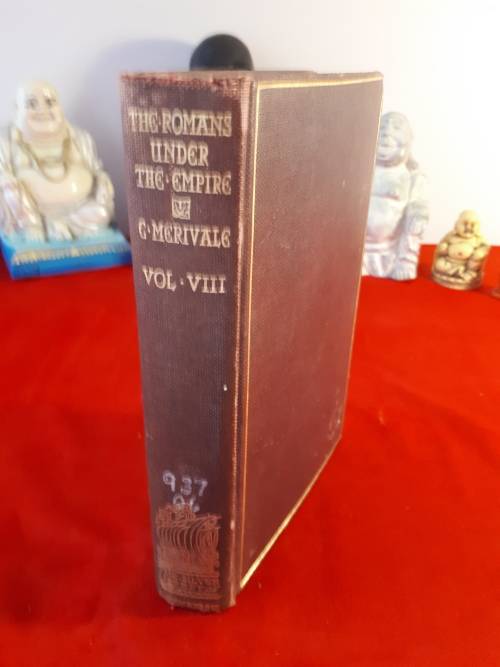 THE·ROMANS
UNDER
THE·EMPIRE
C·MERIVALE
VOL·VIII
937